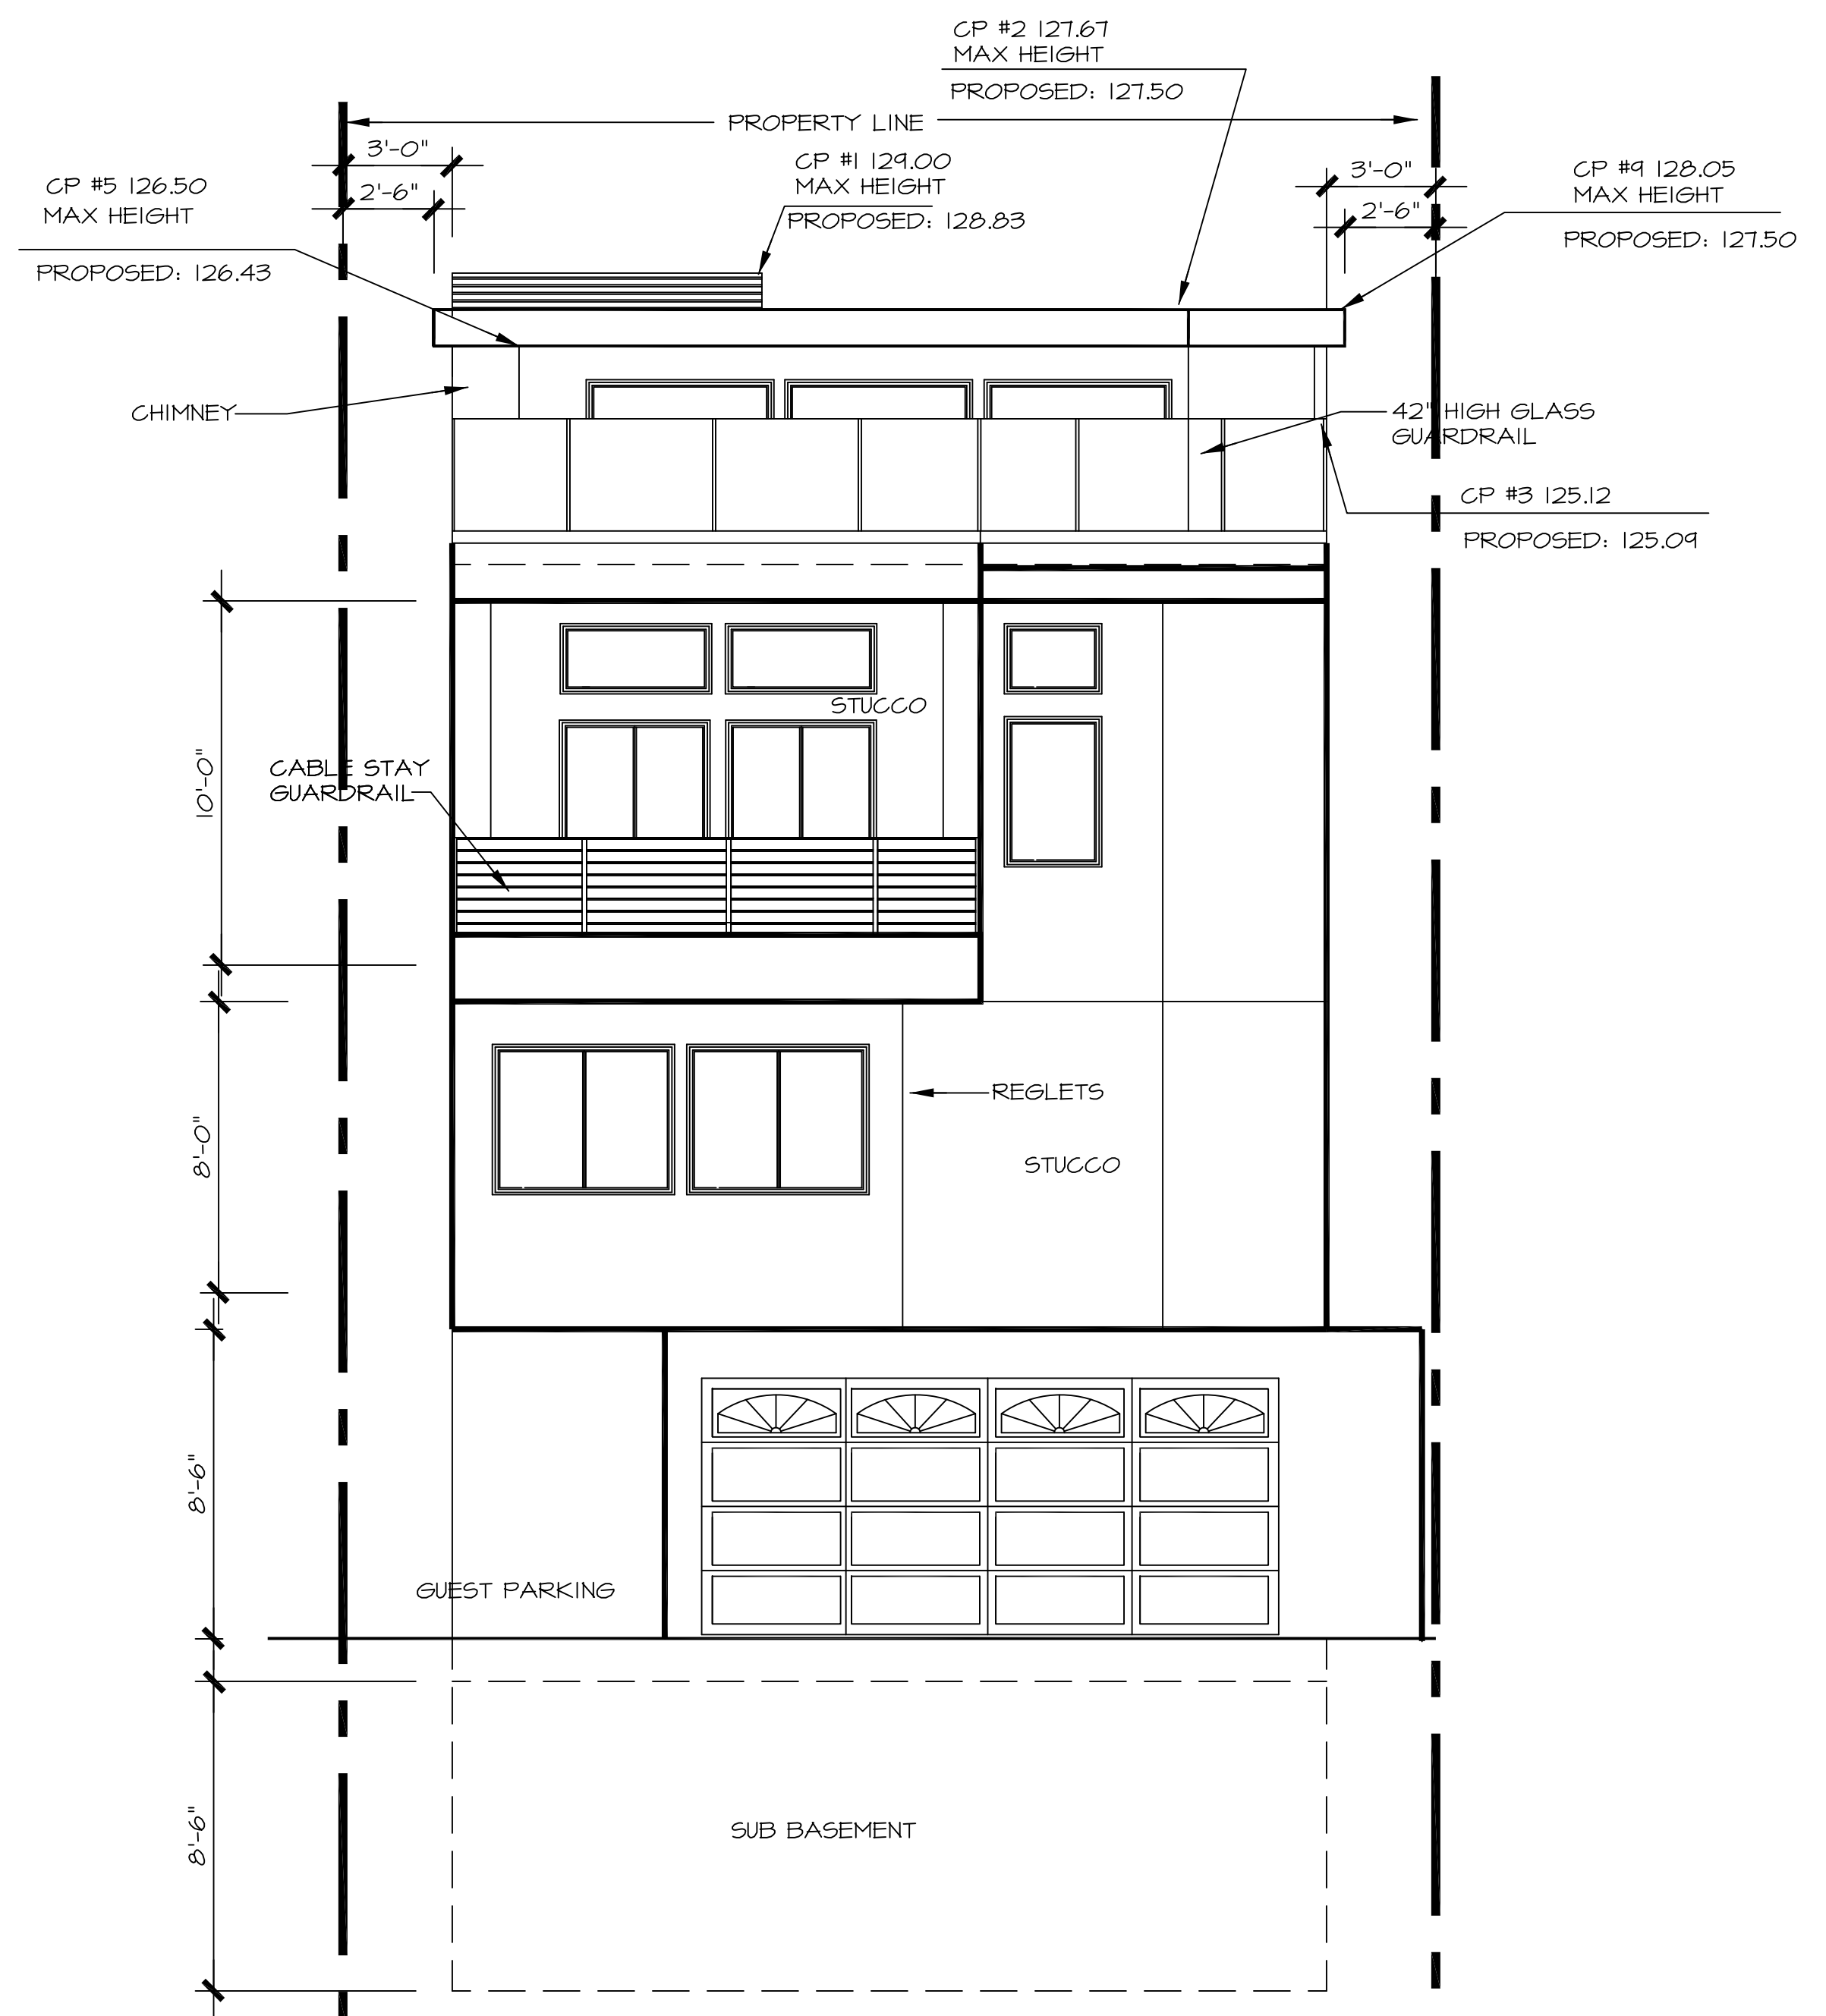 CP #2 127.67
MAX HEIGHT
PROPOSED: 127.50
PROPERTY LINE
3'-0"
2'-6"
CP #1 129.00
MAX HEIGHT
PROPOSED: 128.83
3'-0"
2'-6"
CP #9 128.05
MAX HEIGHT
PROPOSED: 127.50
CP #5 126.50
MAX HEIGHT
PROPOSED: 126.43
CHIMNEY
42" HIGH GLASS
GUARDRAIL
CP #3 125.12
PROPOSED: 125.09
STUCCO
10'-0"
CABLE STAY
GUARDRAIL
REGLETS
8'-0"
STUCCO
8'-6"
GUEST PARKING
8'-6"
SUB BASEMENT